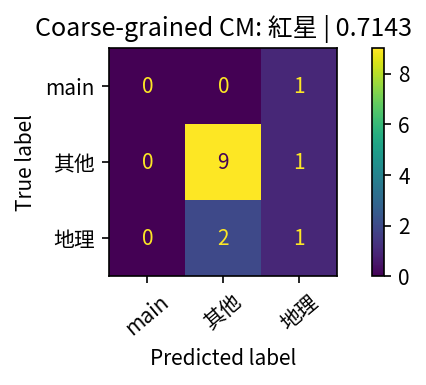 Coarse-grained CM: 紅星 | 0.7143
True label
main 0 0 1
其他 0 9 1
地理 0 2 1
main 其他 地理
Predicted label
8
6
4
2
0